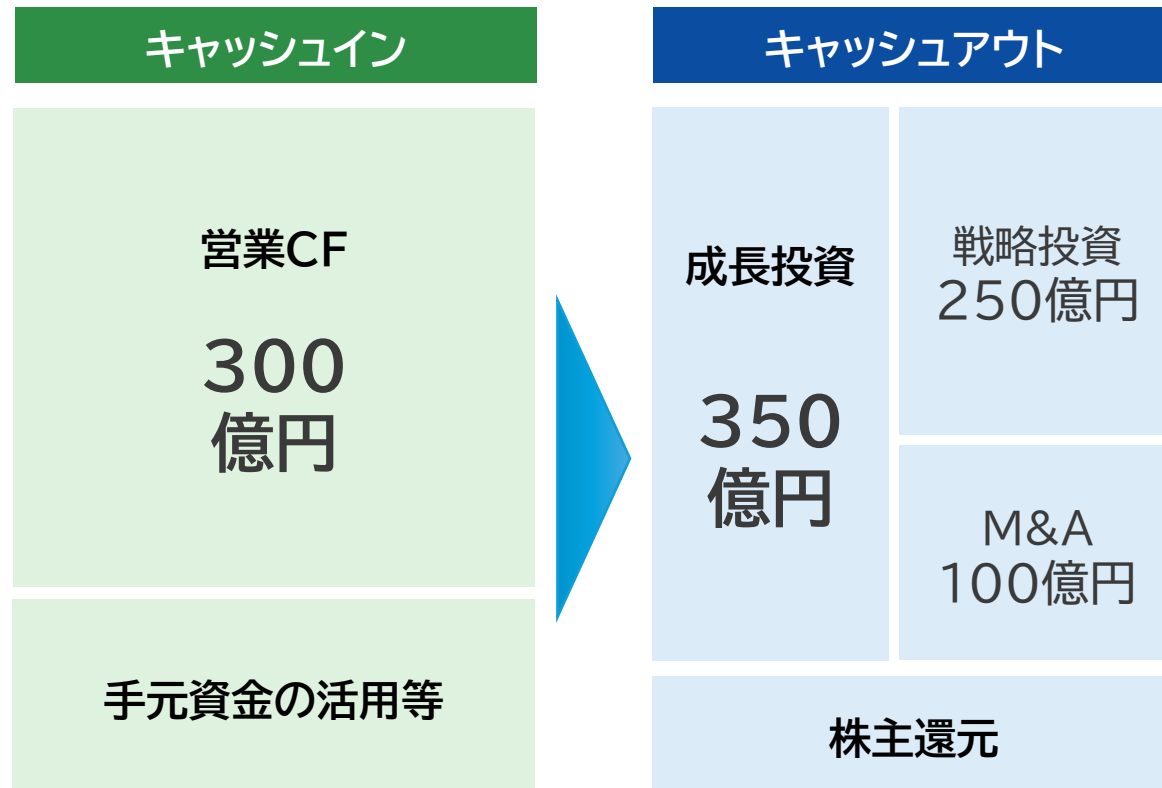 キャッシュイン
営業CF
300
億円
手元資金の活用等
キャッシュアウト
成長投資
350
億円
戦略投資
250億円
M&A
100億円
株主還元